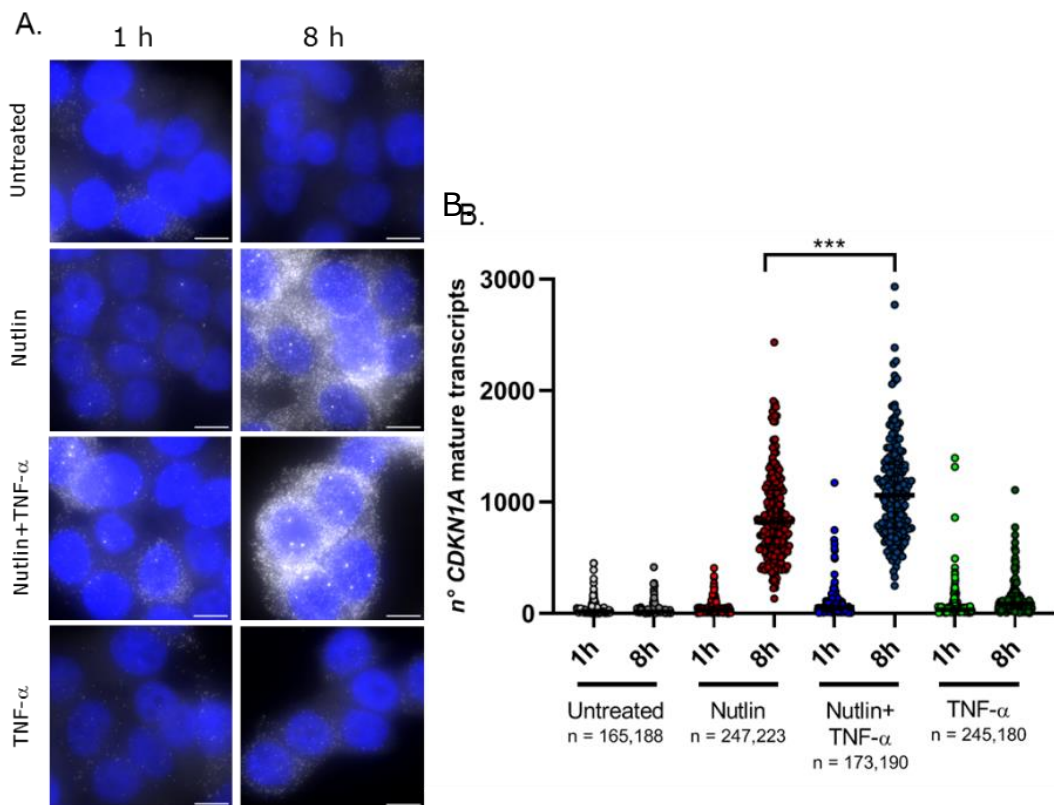 A.
1 h
8 h
Untreated
Nutlin
Nutlin+TNF-α
TNF-α
BB.
***
n° CDKN1A mature transcripts
3000
2000
1000
0
1h
8h
1h
8h
1h
8h
1h
8h
Untreated
n = 165,188
Nutlin
n = 247,223
Nutlin+
TNF-α
n = 173,190
TNF-α
n = 245,180